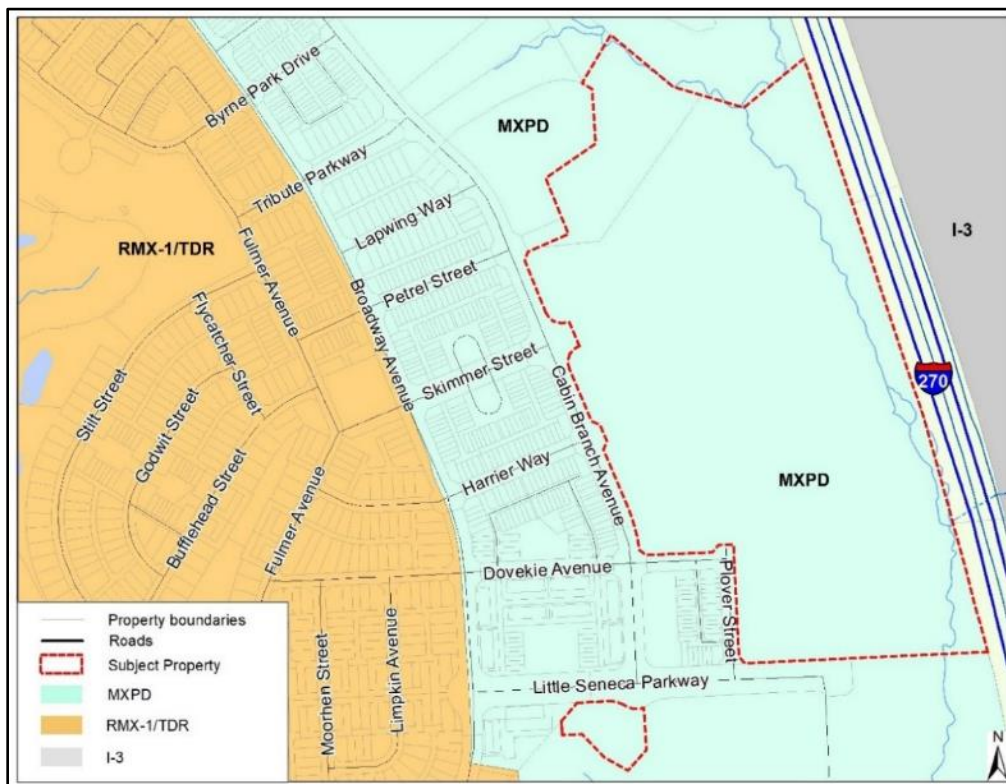 Byrne Park Drive
MXPD
Tribute Parkway
Lapwing Way
I-3
RMX-1/TDR
Fulmer Avenue
Petrel Street
Broadway Avenue
Flycatcher Street
Stilt Street
Skimmer Street
Cabin Branch Avenue
270
Godwit Street
Harrier Way
MXPD
Bufflehead Street
Fulmer Avenue
Dovekie Avenue
Plover Street
Property boundaries
Roads
Subject Property
MXPD
RMX-1/TDR
I-3
Moorhen Street
Limpkin Avenue
Little Seneca Parkway
N